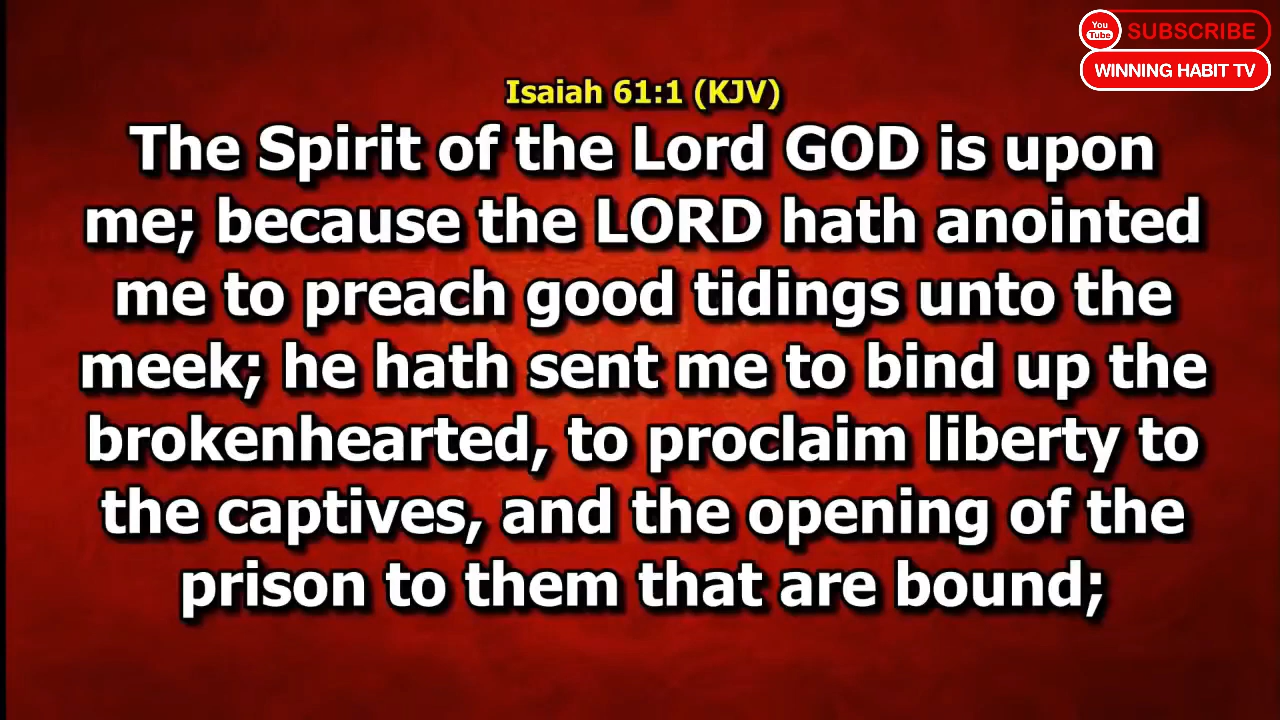 You
Tube
SUBSCRIBE
WINNING HABIT TV
Isaiah 61:1 (KJV)
The Spirit of the Lord GOD is upon
me; because the LORD hath anointed
me to preach good tidings unto the
meek; he hath sent me to bind up the
brokenhearted, to proclaim liberty to
the captives, and the opening of the
prison to them that are bound;